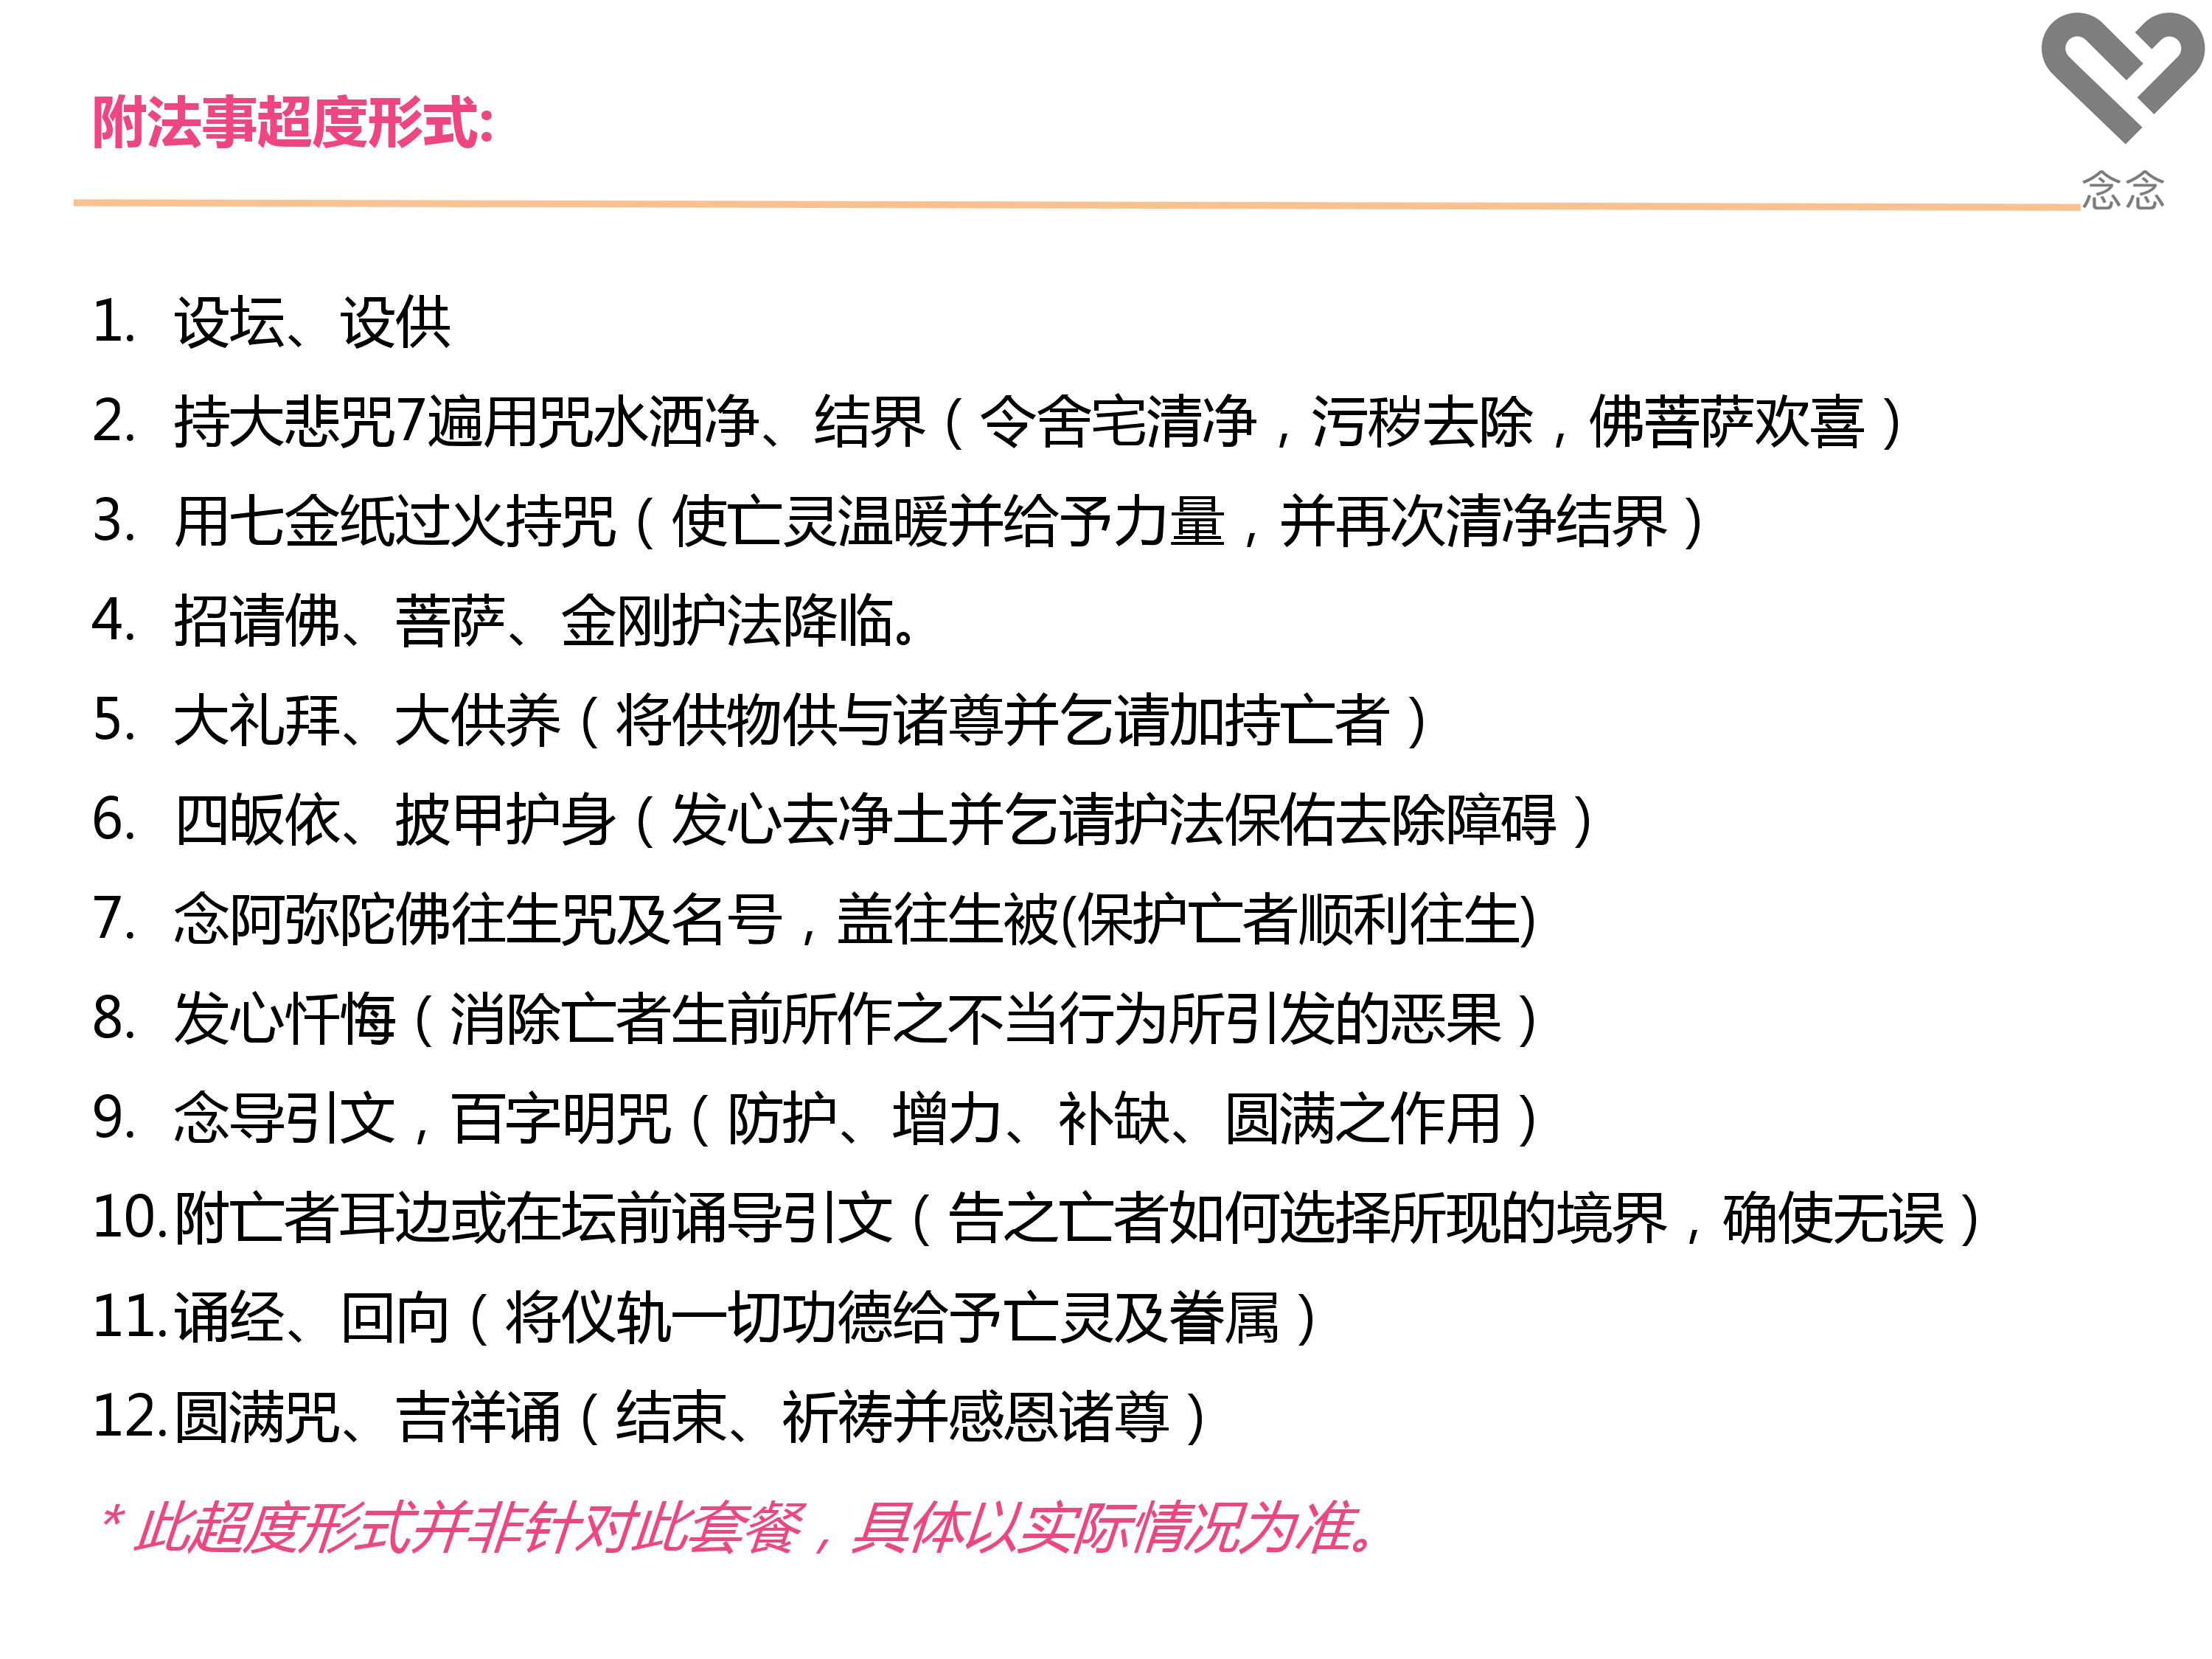 附法事超度形式:
念念
1. 设坛、设供
2. 持大悲咒7遍用咒水洒净、结界（令舍宅清净，污秽去除，佛菩萨欢喜）
3. 用七金纸过火持咒（使亡灵温暖并给予力量，并再次清净结界）
4. 招请佛、菩萨、金刚护法降临。
5. 大礼拜、大供养（将供物供与诸尊并乞请加持亡者）
6. 四皈依、披甲护身（发心去净土并乞请护法保佑去除障碍）
7. 念阿弥陀佛往生咒及名号，盖往生被(保护亡者顺利往生)
8. 发心忏悔（消除亡者生前所作之不当行为所引发的恶果）
9. 念导引文，百字明咒（防护、增力、补缺、圆满之作用）
10.附亡者耳边或在坛前诵导引文（告之亡者如何选择所现的境界，确使无误）
11.诵经、回向（将仪轨一切功德给予亡灵及眷属）
12.圆满咒、吉祥诵（结束、祈祷并感恩诸尊）
* 此超度形式并非针对此套餐，具体以实际情况为准。